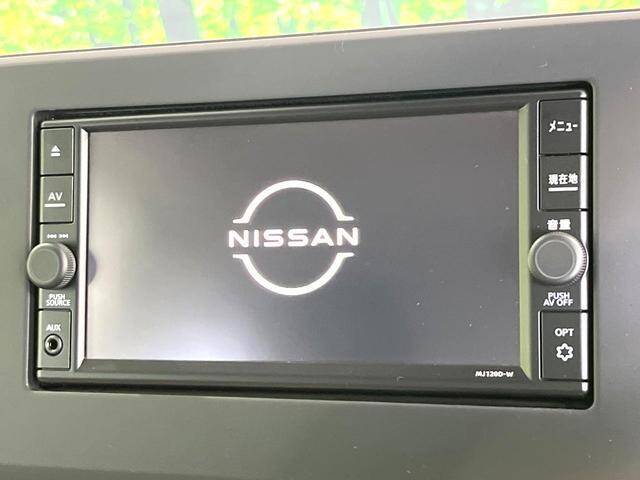 AV
PUSH
SOURCE
AUX
NISSAN
メニュー
現在地
音量
PUSH
AV OFF
OPT
MJ120D-W